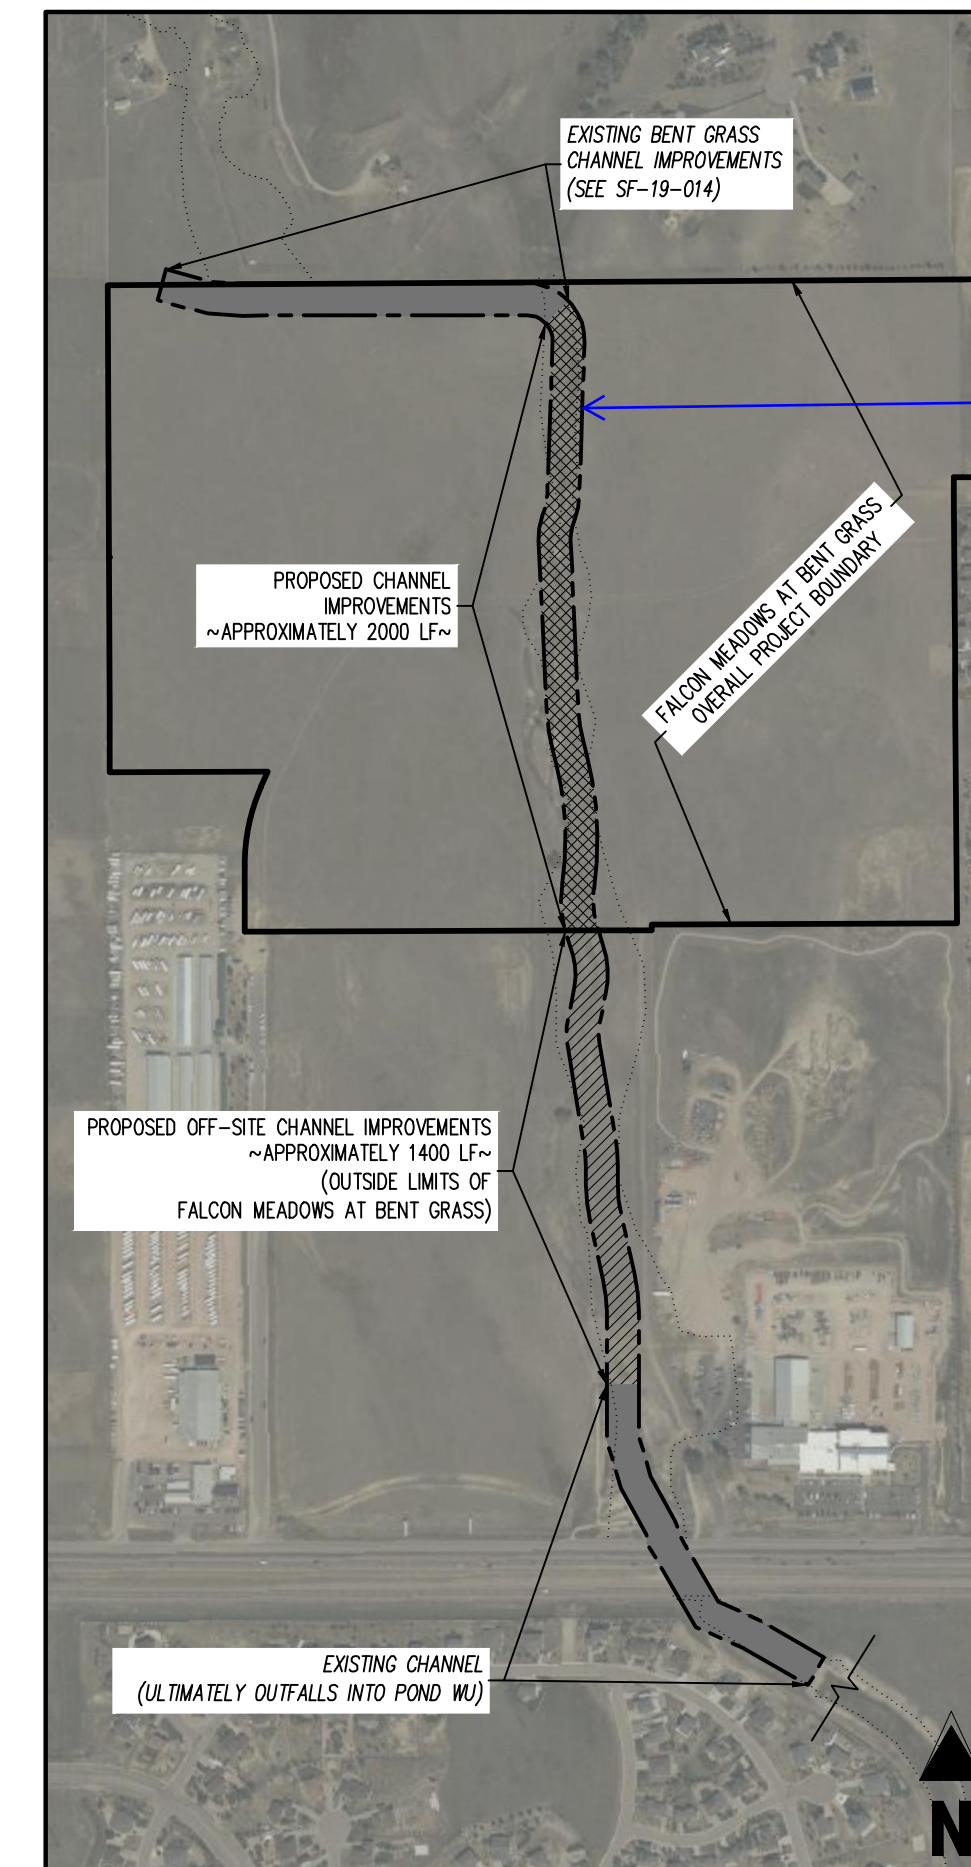 EXISTING BENT GRASS
CHANNEL IMPROVEMENTS
(SEE SF-19-014)
PROPOSED CHANNEL
IMPROVEMENTS
~APPROXIMATELY 2000 LF~
FALCON MEADOWS AT BENT GRASS
OVERALL PROJECT BOUNDARY
PROPOSED OFF-SITE CHANNEL IMPROVEMENTS
~APPROXIMATELY 1400 LF~
(OUTSIDE LIMITS OF
FALCON MEADOWS AT BENT GRASS)
EXISTING CHANNEL
(ULTIMATELY OUTFALLS INTO POND WU)
N